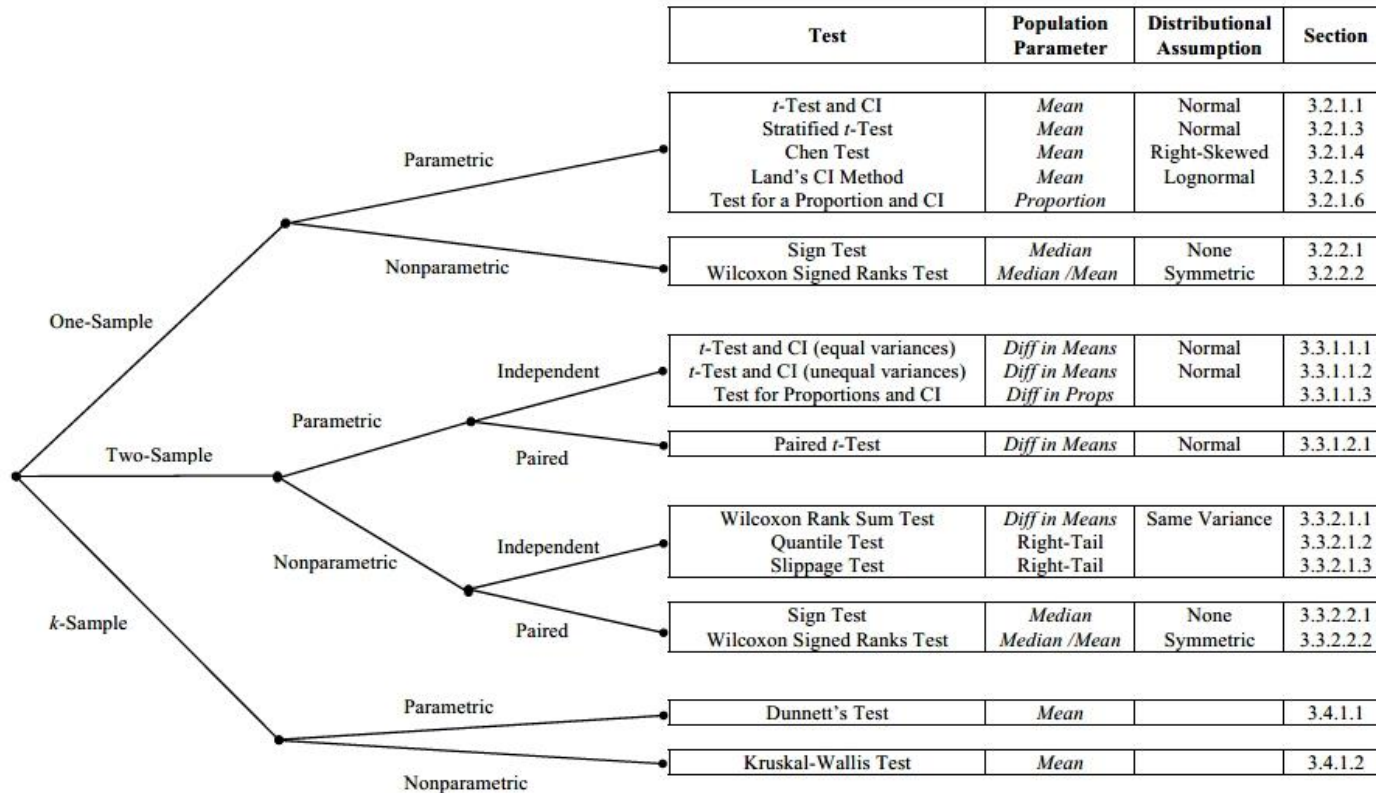 Test Population Parameter Distributional Assumption Section
t-Test and CI Mean Normal 3.2.1.1
Stratified t-Test Mean Normal 3.2.1.3
Chen Test Mean Right-Skewed 3.2.1.4
Land's CI Method Mean Lognormal 3.2.1.5
Test for a Proportion and CI Proportion 3.2.1.6
Parametric
Sign Test Median None 3.2.2.1
Wilcoxon Signed Ranks Test Median /Mean Symmetric 3.2.2.2
Nonparametric
One-Sample
t-Test and CI (equal variances) Diff in Means Normal 3.3.1.1.1
t-Test and CI (unequal variances) Diff in Means Normal 3.3.1.1.2
Test for Proportions and CI Diff in Props 3.3.1.1.3
Independent
Parametric
Paired t-Test Diff in Means Normal 3.3.1.2.1
Paired
Two-Sample
Wilcoxon Rank Sum Test Diff in Means Same Variance 3.3.2.1.1
Quantile Test Right-Tail 3.3.2.1.2
Slippage Test Right-Tail 3.3.2.1.3
Independent
Nonparametric
Sign Test Median None 3.3.2.2.1
Wilcoxon Signed Ranks Test Median /Mean Symmetric 3.3.2.2.2
Paired
k-Sample
Parametric
Dunnett's Test Mean 3.4.1.1
Kruskal-Wallis Test Mean 3.4.1.2
Nonparametric